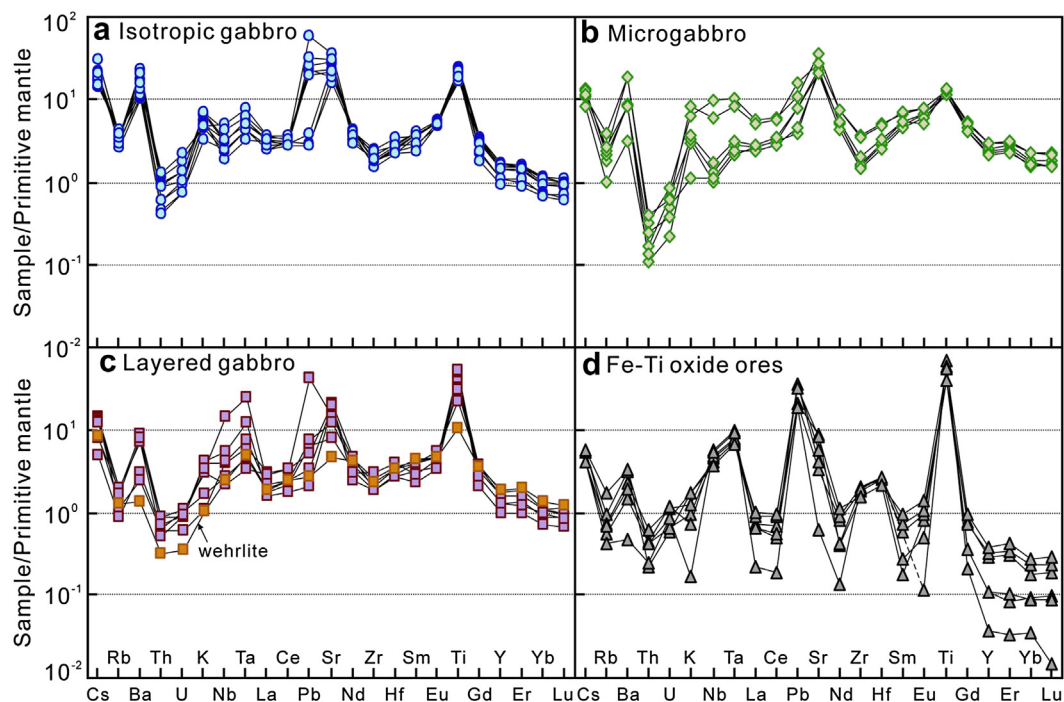 a Isotropic gabbro
b Microgabbro
Sample/Primitive mantle
10²
10¹
10⁰
10⁻¹
10⁻²
c Layered gabbro
d Fe-Ti oxide ores
Sample/Primitive mantle
10¹
10⁰
10⁻¹
10⁻²
wehrlite
Rb Th K Ta Ce Sr Zr Sm Ti Y Yb
Cs Ba U Nb La Pb Nd Hf Eu Gd Er Lu
Rb Th K Ta Ce Sr Zr Sm Ti Y Yb
Cs Ba U Nb La Pb Nd Hf Eu Gd Er Lu